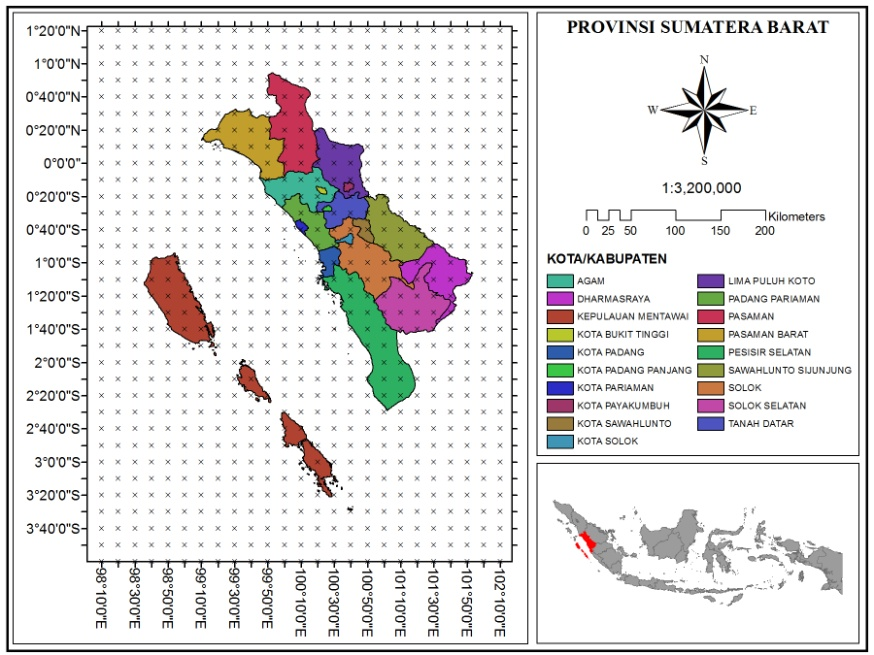 1°20'0"N
1°0'0"N
0°40'0"N
0°20'0"N
0°0'0"
0°20'0"S
0°40'0"S
1°0'0"S
1°20'0"S
1°40'0"S
2°0'0"S
2°20'0"S
2°40'0"S
3°0'0"S
3°20'0"S
3°40'0"S
98°10'0"E
98°30'0"E
98°50'0"E
99°10'0"E
99°30'0"E
99°50'0"E
100°10'0"E
100°30'0"E
100°50'0"E
101°10'0"E
101°30'0"E
101°50'0"E
102°10'0"E
PROVINSI SUMATERA BARAT
N
W E
S
1:3,200,000
0 25 50 100 150 200 Kilometers
KOTA/KABUPATEN
AGAM
DHARMASRAYA
KEPULAUAN MENTAWAI
KOTA BUKIT TINGGI
KOTA PADANG
KOTA PADANG PANJANG
KOTA PARIAMAN
KOTA PAYAKUMBUH
KOTA SAWAHLUNTO
KOTA SOLOK
LIMA PULUH KOTO
PADANG PARIAMAN
PASAMAN
PASAMAN BARAT
PESISIR SELATAN
SAWAHLUNTO SIJUNJUNG
SOLOK
SOLOK SELATAN
TANAH DATAR